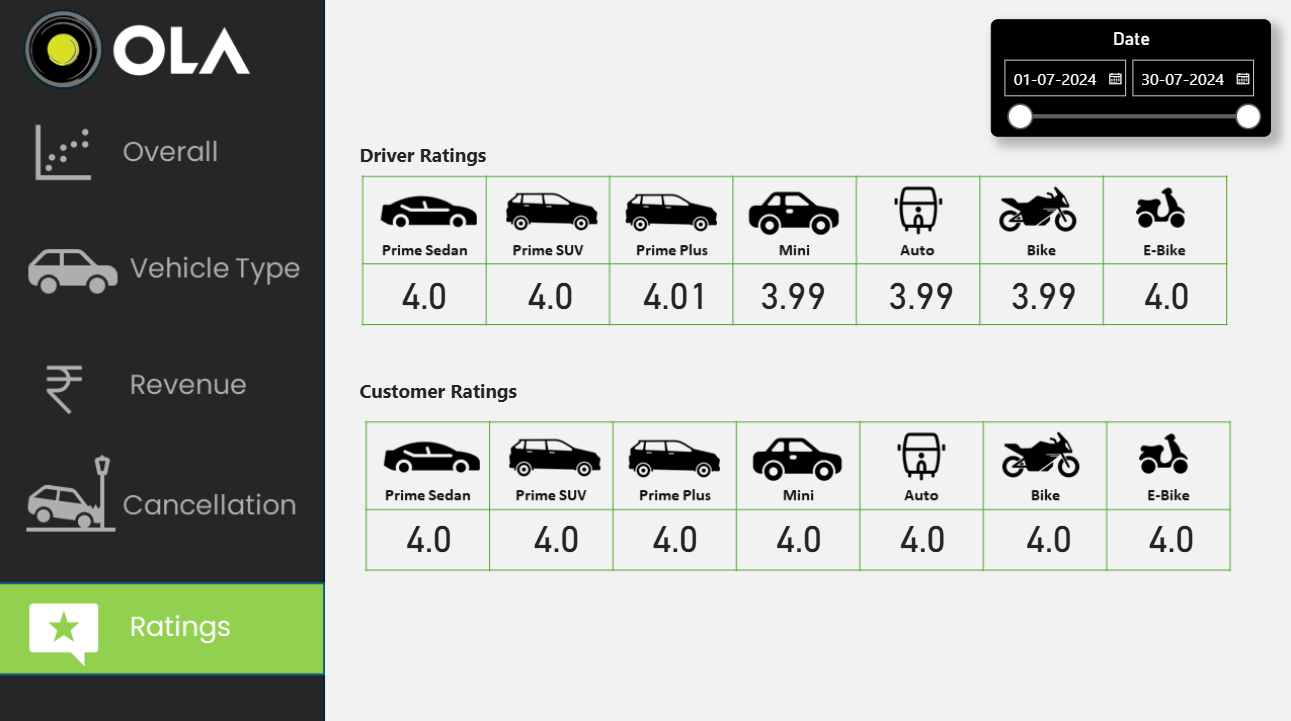 OLA
Overall
Vehicle Type
Revenue
Cancellation
Ratings
Date
01-07-2024 30-07-2024
Driver Ratings
Prime Sedan Prime SUV Prime Plus Mini Auto Bike E-Bike
4.0 4.0 4.01 3.99 3.99 3.99 4.0
Customer Ratings
Prime Sedan Prime SUV Prime Plus Mini Auto Bike E-Bike
4.0 4.0 4.0 4.0 4.0 4.0 4.0